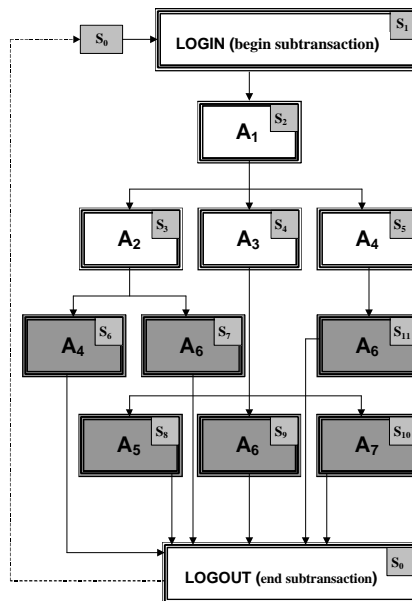 S₁
S₀
LOGIN (begin subtransaction)
S₂
A₁
S₃
S₄
S₅
A₂
A₃
A₄
S₆
S₇
S₁₁
A₄
A₆
A₆
S₈
S₉
S₁₀
A₅
A₆
A₇
S₀
LOGOUT (end subtransaction)